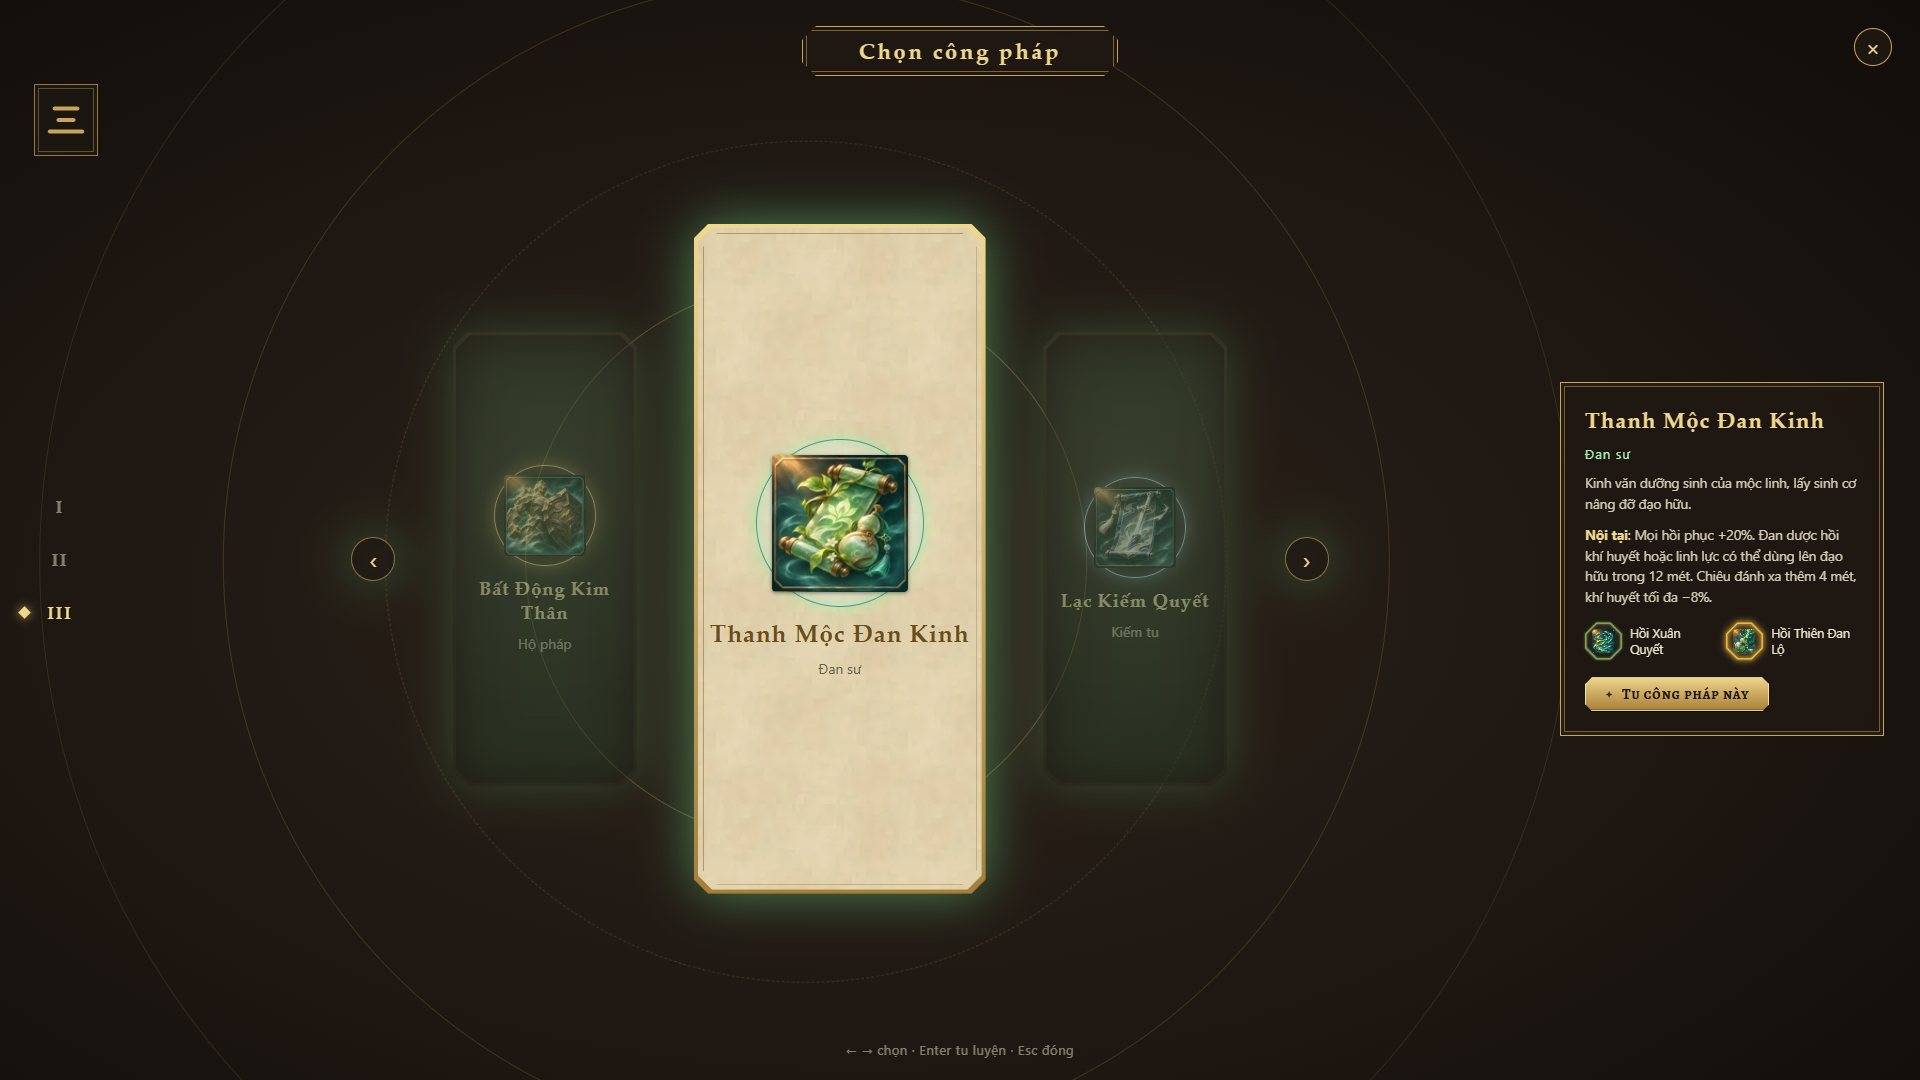 Chọn công pháp
×
I
II
III
‹
Bất Động Kim
Thân
Hộ pháp
Thanh Mộc Đan Kinh
Đan sư
Lạc Kiếm Quyết
Kiếm tu
›
Thanh Mộc Đan Kinh
Đan sư
Kinh văn dưỡng sinh của mộc linh, lấy sinh cơ
nâng đỡ đạo hữu.
Nội tại: Mọi hồi phục +20%. Đan dược hồi
khí huyết hoặc linh lực có thể dùng lên đạo
hữu trong 12 mét. Chiêu đánh xa thêm 4 mét,
khí huyết tối đa −8%.
Hồi Xuân
Quyết
Hồi Thiên Đan
Lộ
✦ Tu công pháp này
← → chọn · Enter tu luyện · Esc đóng